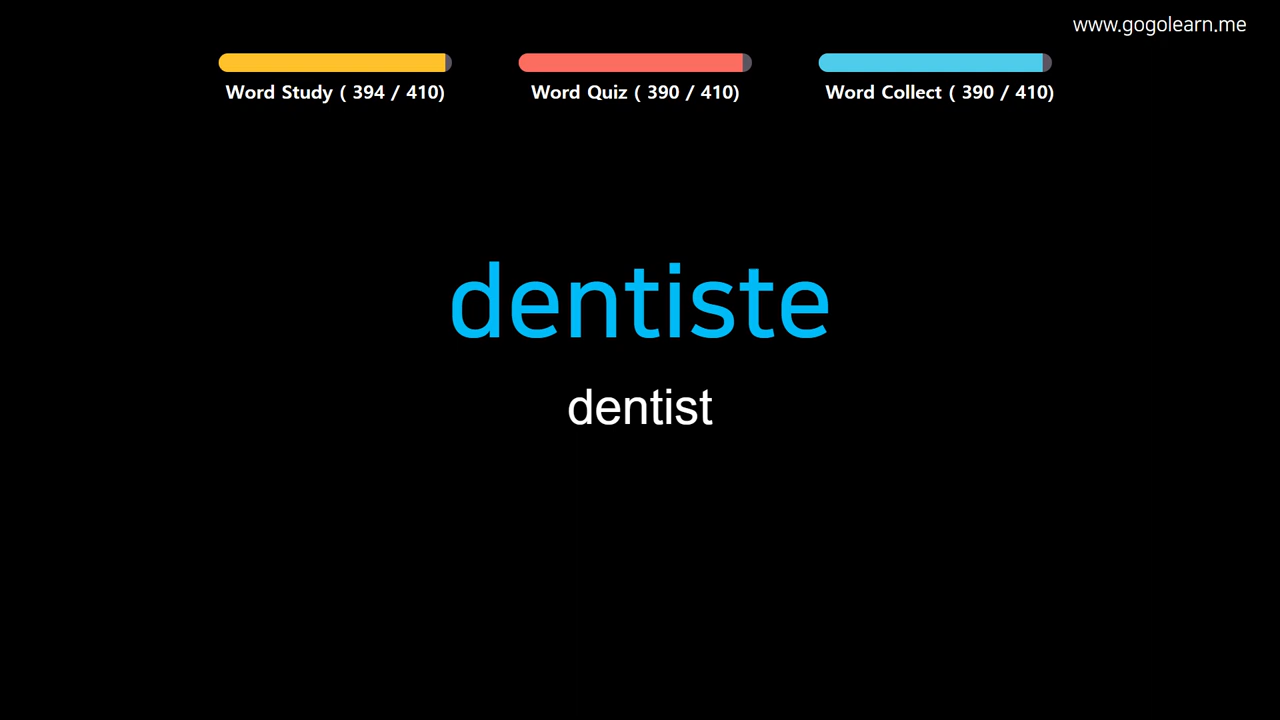 www.gogolearn.me
Word Study ( 394 / 410)
Word Quiz ( 390 / 410)
Word Collect ( 390 / 410)
dentiste
dentist